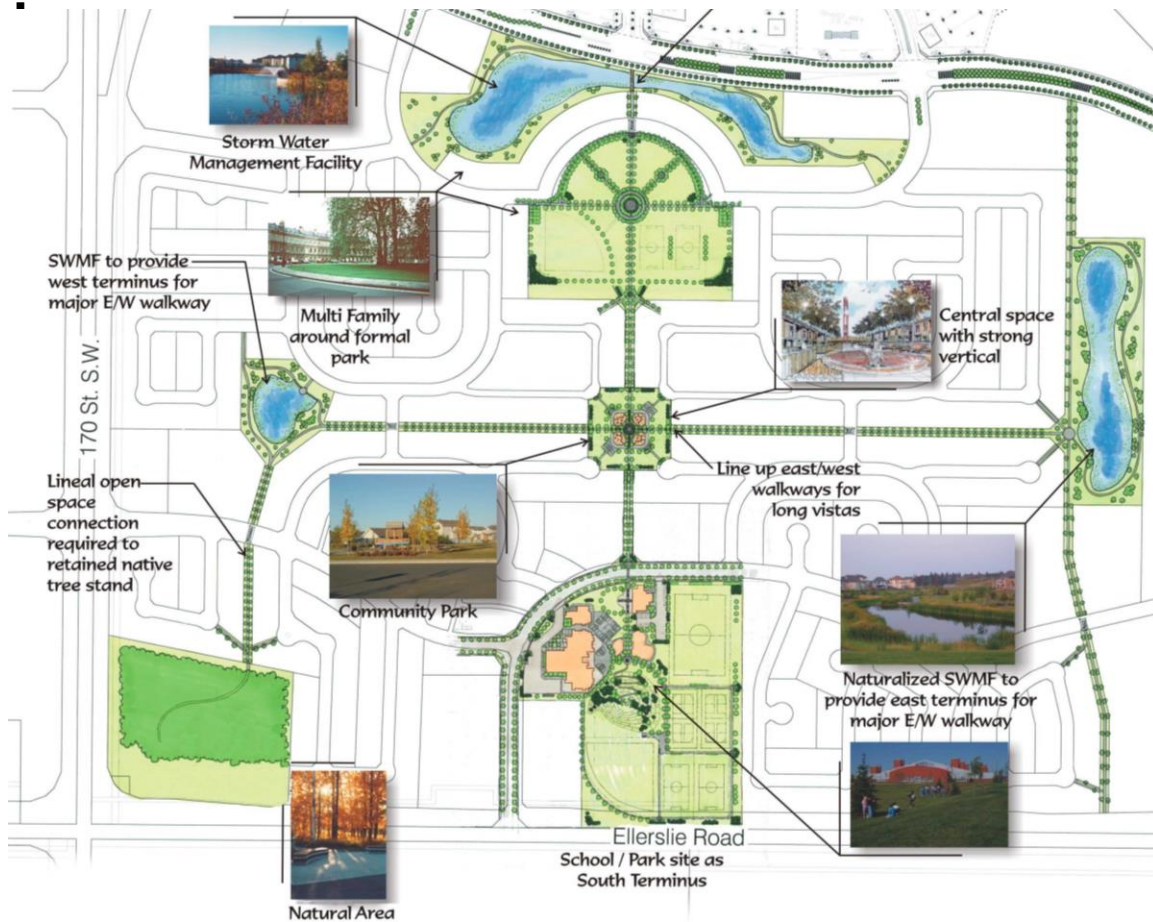 Storm Water
Management Facility
SWMF to provide
west terminus for
major E/W walkway
Multi Family
around formal
park
Central space
with strong
vertical
170 St. S.W.
Line up east/west
walkways for
long vistas
Lineal open
space
connection
required to
retained native
tree stand
Community Park
Naturalized SWMF to
provide east terminus for
major E/W walkway
Ellerslie Road
School / Park site as
South Terminus
Natural Area